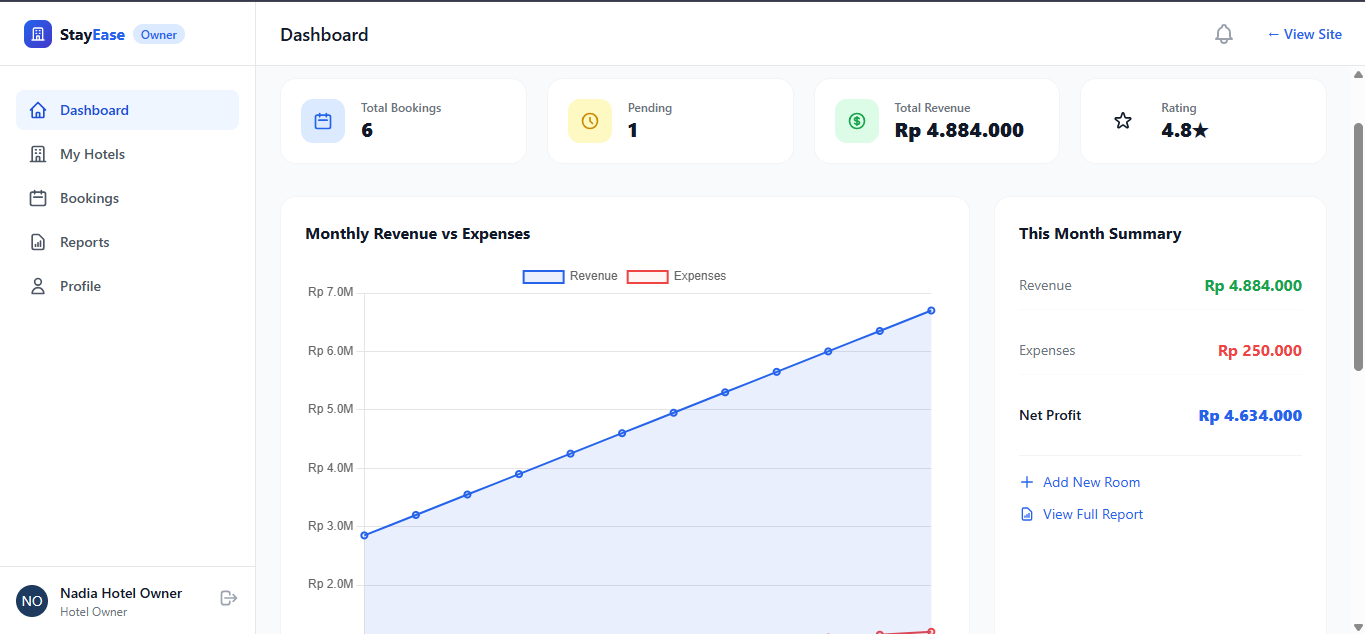 StayEase Owner
Dashboard
← View Site
Dashboard
My Hotels
Bookings
Reports
Profile
Nadia Hotel Owner
Hotel Owner
NO
Total Bookings
6
Pending
1
Total Revenue
Rp 4.884.000
Rating
4.8★
Monthly Revenue vs Expenses
Revenue Expenses
Rp 7.0M
Rp 6.0M
Rp 5.0M
Rp 4.0M
Rp 3.0M
Rp 2.0M
This Month Summary
Revenue Rp 4.884.000
Expenses Rp 250.000
Net Profit Rp 4.634.000
Add New Room
View Full Report